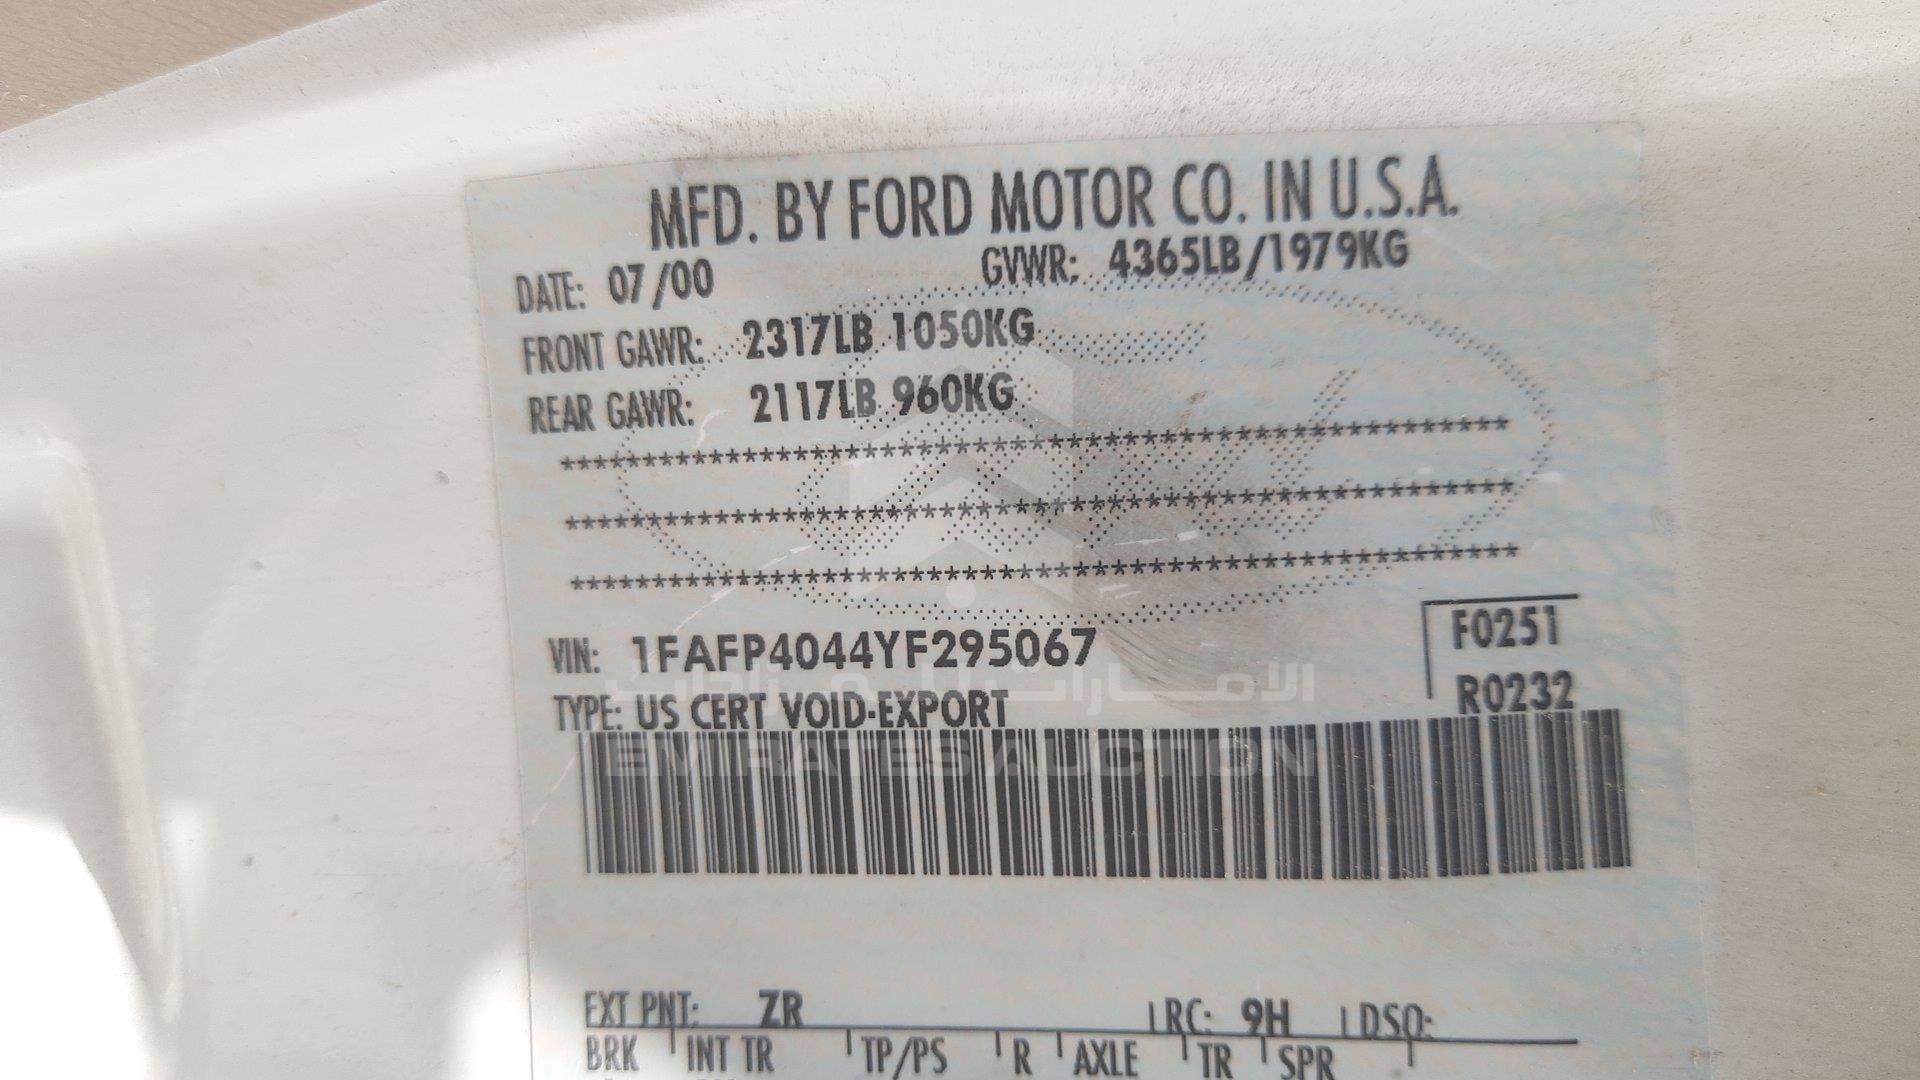 MFD. BY FORD MOTOR CO. IN U.S.A.
DATE: 07/00 GVWR: 4365LB/1979KG
FRONT GAWR: 2317LB 1050KG
REAR GAWR: 2117LB 960KG
**********************************************************
**********************************************************
**********************************************************
VIN: 1FAFP4044YF295067 F0251
الإمارات للمزادات
TYPE: US CERT VOID-EXPORT R0232
EMIRATES AUCTION
EXT PNT: ZR RC: 9H DSO:
BRK INT TR TP/PS R AXLE TR SPR